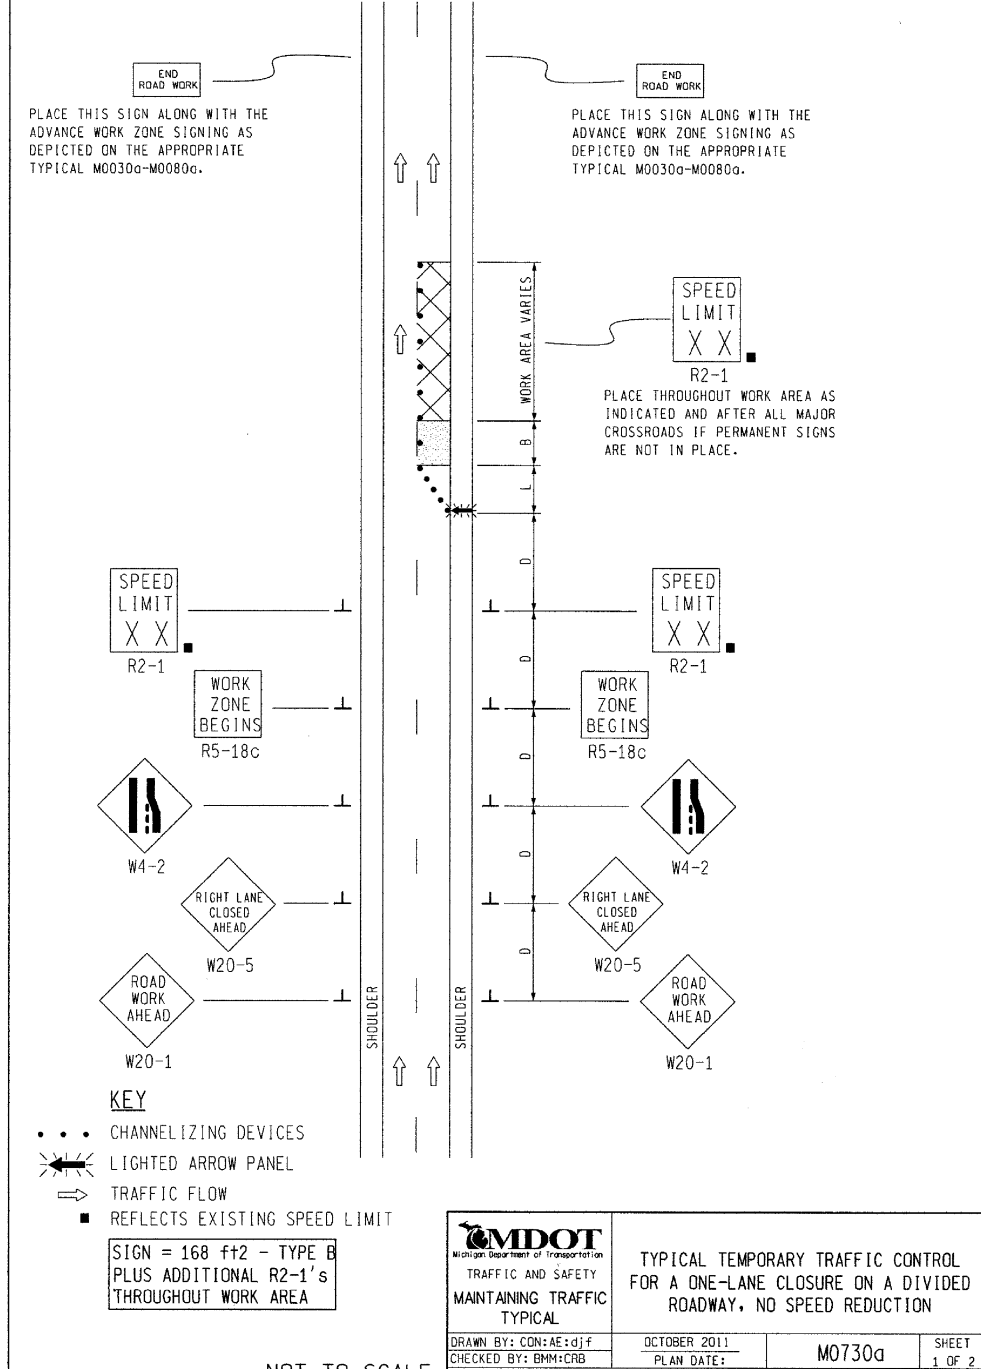 END
ROAD WORK
PLACE THIS SIGN ALONG WITH THE
ADVANCE WORK ZONE SIGNING AS
DEPICTED ON THE APPROPRIATE
TYPICAL M0030a-M0080a.
END
ROAD WORK
PLACE THIS SIGN ALONG WITH THE
ADVANCE WORK ZONE SIGNING AS
DEPICTED ON THE APPROPRIATE
TYPICAL M0030a-M0080a.
WORK AREA VARIES
SPEED
LIMIT
X X
R2-1
PLACE THROUGHOUT WORK AREA AS
INDICATED AND AFTER ALL MAJOR
CROSSROADS IF PERMANENT SIGNS
ARE NOT IN PLACE.
B
L
D
SPEED
LIMIT
X X
R2-1
SPEED
LIMIT
X X
R2-1
D
WORK
ZONE
BEGINS
R5-18c
WORK
ZONE
BEGINS
R5-18c
D
W4-2
W4-2
D
RIGHT LANE
CLOSED
AHEAD
W20-5
RIGHT LANE
CLOSED
AHEAD
W20-5
D
ROAD
WORK
AHEAD
W20-1
SHOULDER
SHOULDER
ROAD
WORK
AHEAD
W20-1
KEY
CHANNELIZING DEVICES
LIGHTED ARROW PANEL
TRAFFIC FLOW
REFLECTS EXISTING SPEED LIMIT
SIGN = 168 ft2 - TYPE B
PLUS ADDITIONAL R2-1's
THROUGHOUT WORK AREA
NOT TO SCALE
MDOT
Michigan Department of Transportation
TRAFFIC AND SAFETY
MAINTAINING TRAFFIC
TYPICAL
TYPICAL TEMPORARY TRAFFIC CONTROL
FOR A ONE-LANE CLOSURE ON A DIVIDED
ROADWAY, NO SPEED REDUCTION
DRAWN BY: CON:AE:djf
CHECKED BY: BMM:CRB
OCTOBER 2011
PLAN DATE:
M0730a
SHEET
1 OF 2